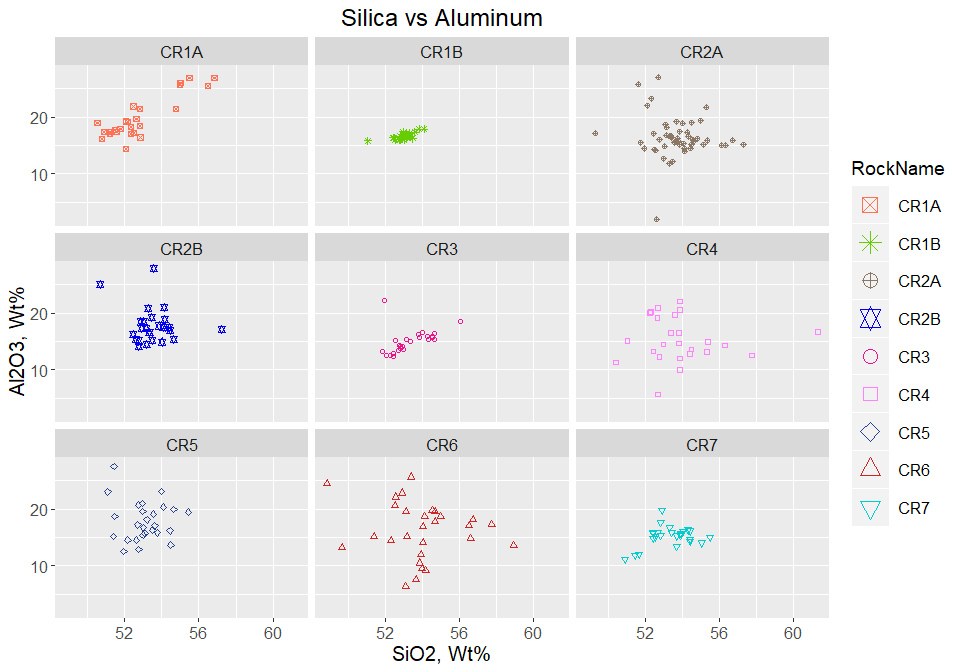 Silica vs Aluminum
CR1A CR1B CR2A
20
10
CR2B CR3 CR4
20
10
CR5 CR6 CR7
20
10
52 56 60 52 56 60 52 56 60
SiO2, Wt%
Al2O3, Wt%
RockName
CR1A
CR1B
CR2A
CR2B
CR3
CR4
CR5
CR6
CR7